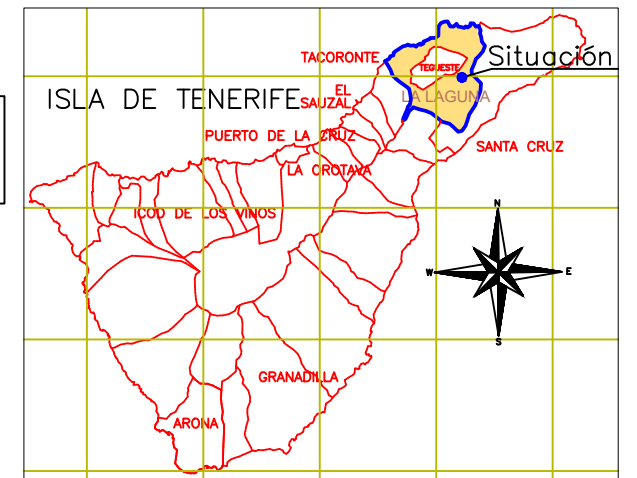 TACORONTE
Situación
TEGUESTE
EL
SAUZAL
ISLA DE TENERIFE
LA LAGUNA
PUERTO DE LA CRUZ
SANTA CRUZ
LA OROTAVA
ICOD DE LOS VINOS
N
W
E
S
GRANADILLA
ARONA